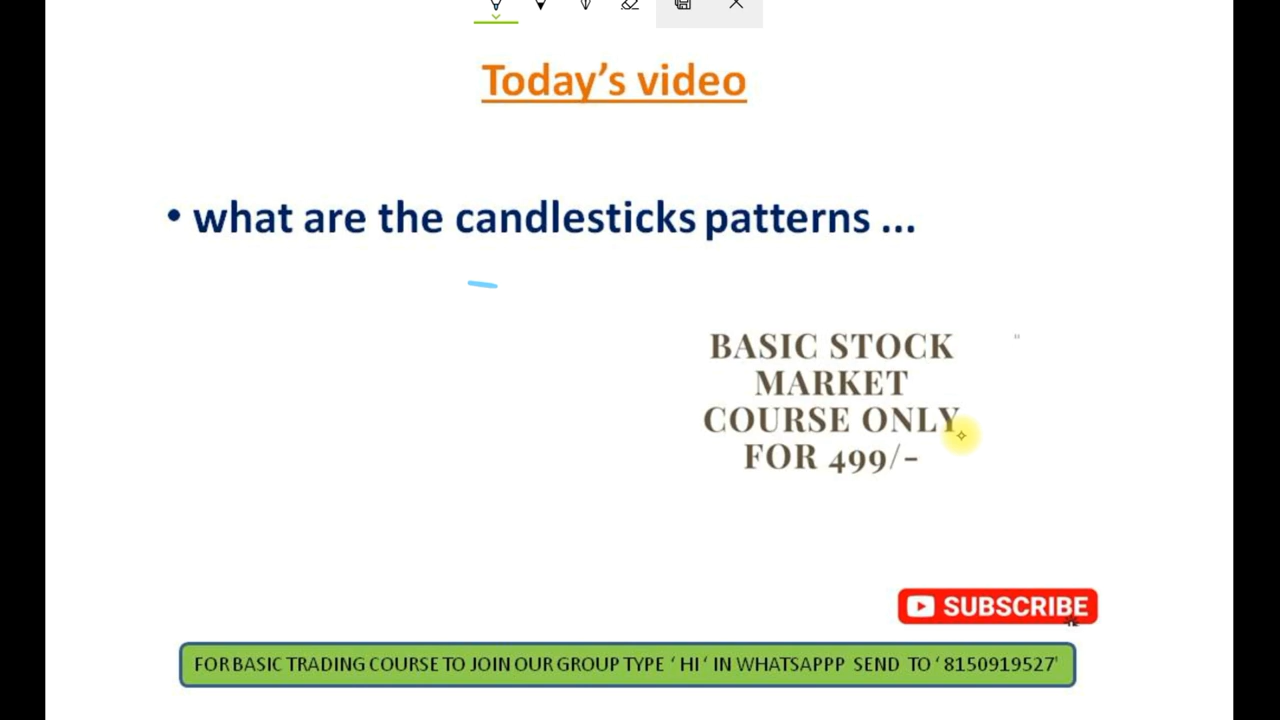 Today’s video
• what are the candlesticks patterns ...
BASIC STOCK
MARKET
COURSE ONLY
FOR 499/-
SUBSCRIBE
FOR BASIC TRADING COURSE TO JOIN OUR GROUP TYPE ‘ HI ‘ IN WHATSAPPP SEND TO ‘ 8150919527'